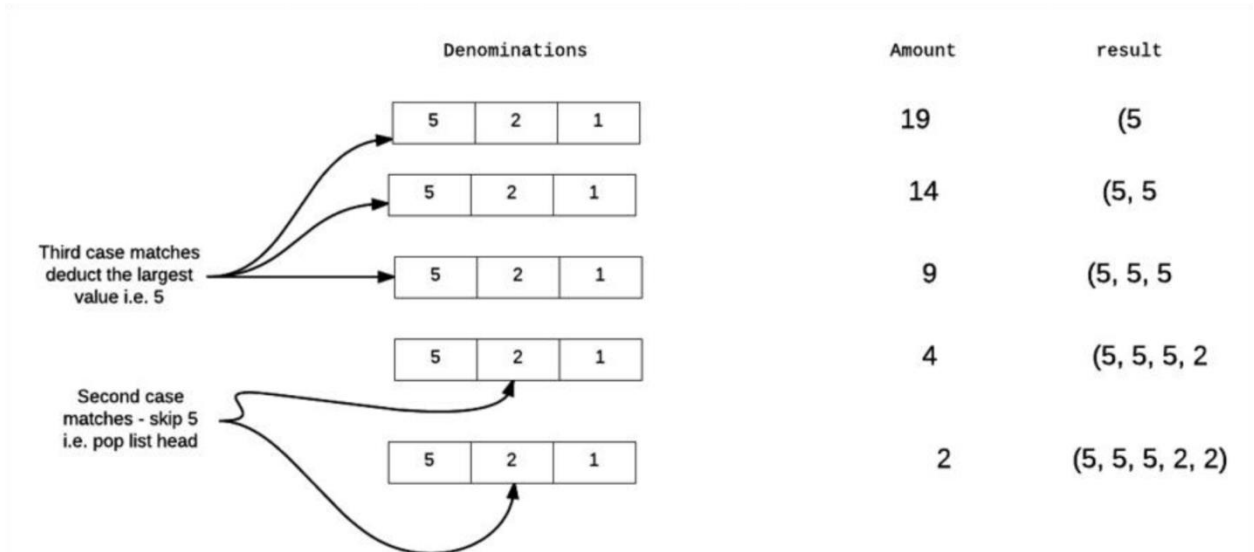 Denominations Amount result
5 2 1 19 (5
5 2 1 14 (5, 5
Third case matches
deduct the largest
value i.e. 5
5 2 1 9 (5, 5, 5
5 2 1 4 (5, 5, 5, 2
Second case
matches - skip 5
i.e. pop list head
5 2 1 2 (5, 5, 5, 2, 2)